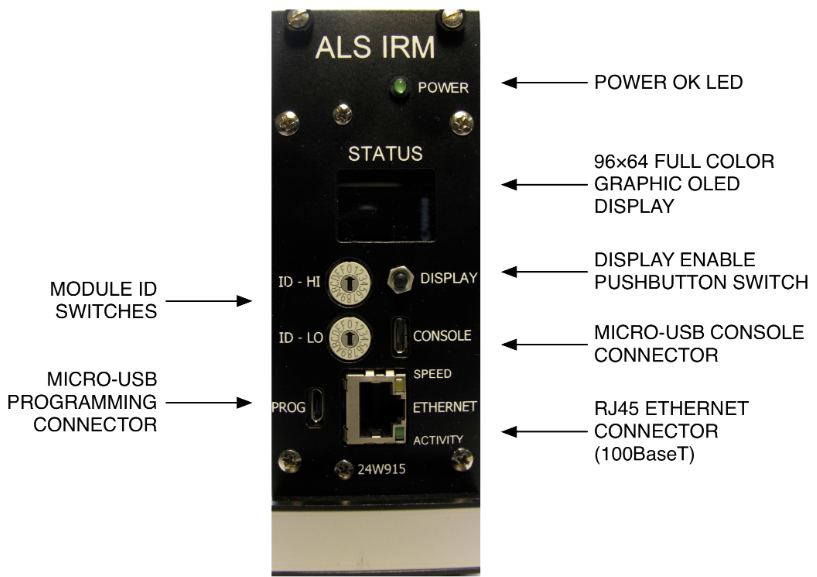 ALS IRM
POWER
POWER OK LED
STATUS
96×64 FULL COLOR
GRAPHIC OLED
DISPLAY
ID - HI
DISPLAY
DISPLAY ENABLE
PUSHBUTTON SWITCH
MODULE ID
SWITCHES
ID - LO
CONSOLE
MICRO-USB CONSOLE
CONNECTOR
MICRO-USB
PROGRAMMING
CONNECTOR
SPEED
PROG
ETHERNET
ACTIVITY
RJ45 ETHERNET
CONNECTOR
(100BaseT)
24W915